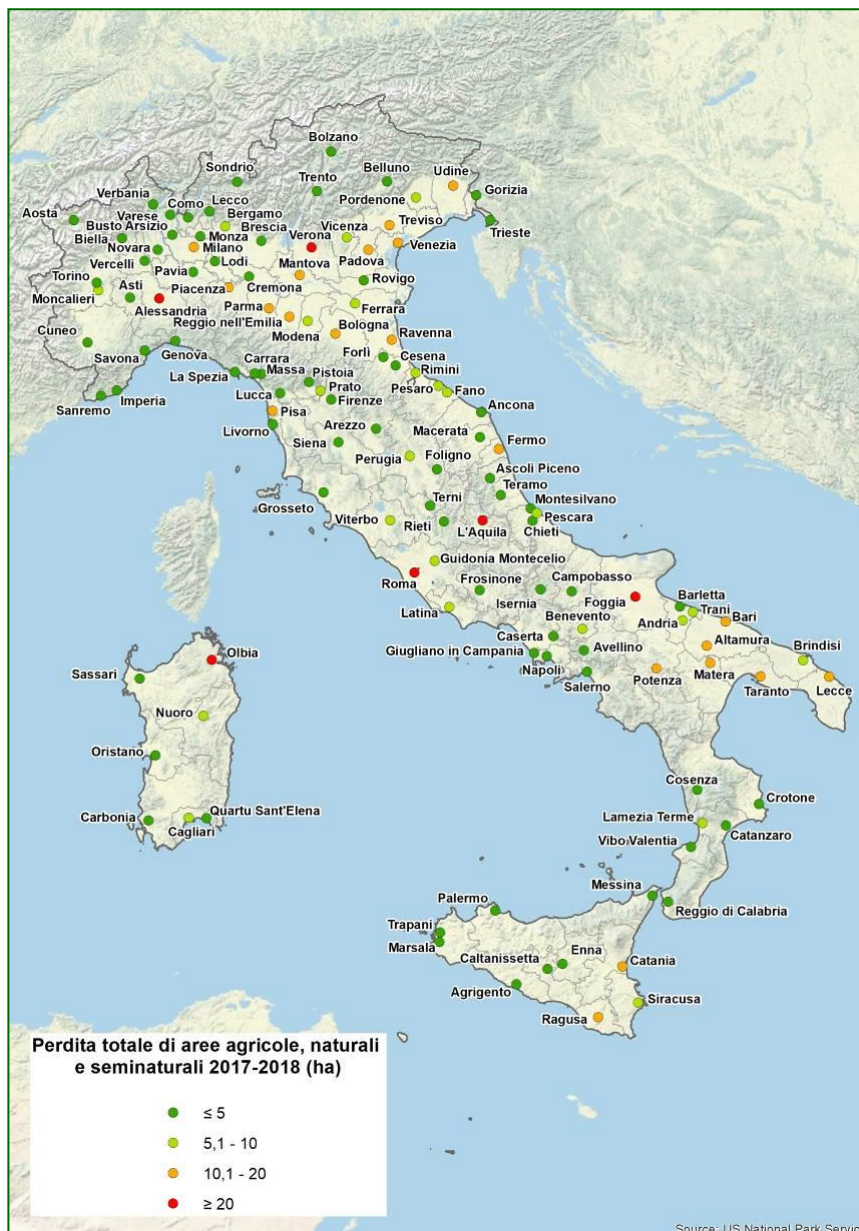 Bolzano
Sondrio
Belluno
Udine
Trento
Pordenone
Gorizia
Verbania
Como
Lecco
Aosta
Varese
Bergamo
Treviso
Busto Arsizio
Brescia
Vicenza
Trieste
Biella
Monza
Verona
Venezia
Novara
Milano
Padova
Vercelli
Lodi
Mantova
Torino
Pavia
Cremona
Rovigo
Asti
Piacenza
Moncalieri
Parma
Ferrara
Alessandria
Reggio nell'Emilia
Bologna
Cuneo
Modena
Ravenna
Savona
Genova
Carrara
Forlì
Cesena
La Spezia
Massa
Pistoia
Rimini
Prato
Pesaro
Fano
Sanremo
Imperia
Lucca
Firenze
Pisa
Ancona
Livorno
Arezzo
Macerata
Siena
Fermo
Perugia
Foligno
Ascoli Piceno
Teramo
Grosseto
Terni
Montesilvano
Viterbo
Rieti
L'Aquila
Pescara
Chieti
Guidonia Montecelio
Roma
Frosinone
Campobasso
Latina
Isernia
Foggia
Barletta
Trani
Benevento
Andria
Bari
Caserta
Altamura
Olbia
Giugliano in Campania
Avellino
Brindisi
Sassari
Napoli
Potenza
Matera
Salerno
Taranto
Lecce
Nuoro
Oristano
Cosenza
Crotone
Carbonia
Quartu Sant'Elena
Lamezia Terme
Cagliari
Catanzaro
Vibo Valentia
Messina
Palermo
Reggio di Calabria
Trapani
Marsala
Enna
Caltanissetta
Catania
Agrigento
Siracusa
Ragusa
Perdita totale di aree agricole, naturali
e seminaturali 2017-2018 (ha)
≤ 5
5,1 - 10
10,1 - 20
≥ 20
Source: US National Park Servic